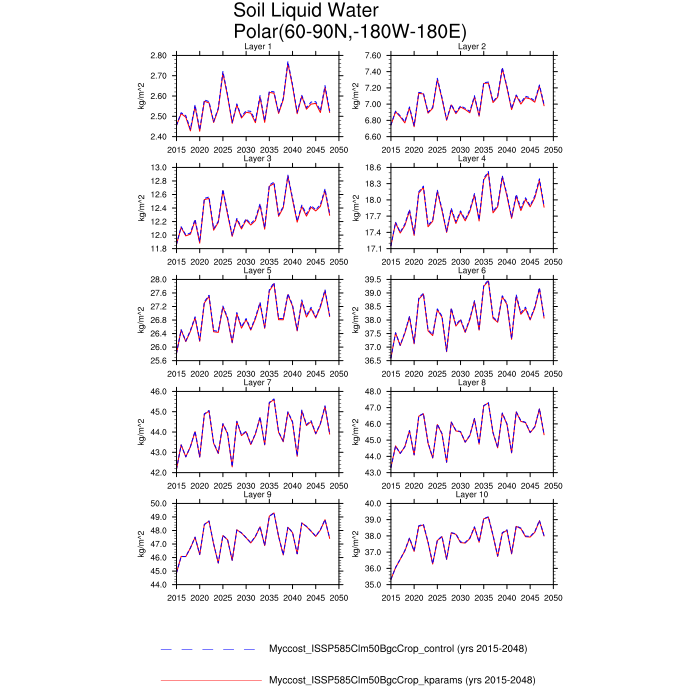 Soil Liquid Water
Polar(60-90N,-180W-180E)
Layer 1
2.80
2.70
2.60
2.50
2.40
kg/m^2
2015 2020 2025 2030 2035 2040 2045 2050
Layer 2
7.60
7.40
7.20
7.00
6.80
6.60
kg/m^2
2015 2020 2025 2030 2035 2040 2045 2050
Layer 3
13.0
12.8
12.6
12.4
12.2
12.0
11.8
kg/m^2
2015 2020 2025 2030 2035 2040 2045 2050
Layer 4
18.6
18.3
18.0
17.7
17.4
17.1
kg/m^2
2015 2020 2025 2030 2035 2040 2045 2050
Layer 5
28.0
27.6
27.2
26.8
26.4
26.0
25.6
kg/m^2
2015 2020 2025 2030 2035 2040 2045 2050
Layer 6
39.5
39.0
38.5
38.0
37.5
37.0
36.5
kg/m^2
2015 2020 2025 2030 2035 2040 2045 2050
Layer 7
46.0
45.0
44.0
43.0
42.0
kg/m^2
2015 2020 2025 2030 2035 2040 2045 2050
Layer 8
48.0
47.0
46.0
45.0
44.0
43.0
kg/m^2
2015 2020 2025 2030 2035 2040 2045 2050
Layer 9
50.0
49.0
48.0
47.0
46.0
45.0
44.0
kg/m^2
2015 2020 2025 2030 2035 2040 2045 2050
Layer 10
40.0
39.0
38.0
37.0
36.0
35.0
kg/m^2
2015 2020 2025 2030 2035 2040 2045 2050
Myccost_ISSP585Clm50BgcCrop_control (yrs 2015-2048)
Myccost_ISSP585Clm50BgcCrop_kparams (yrs 2015-2048)